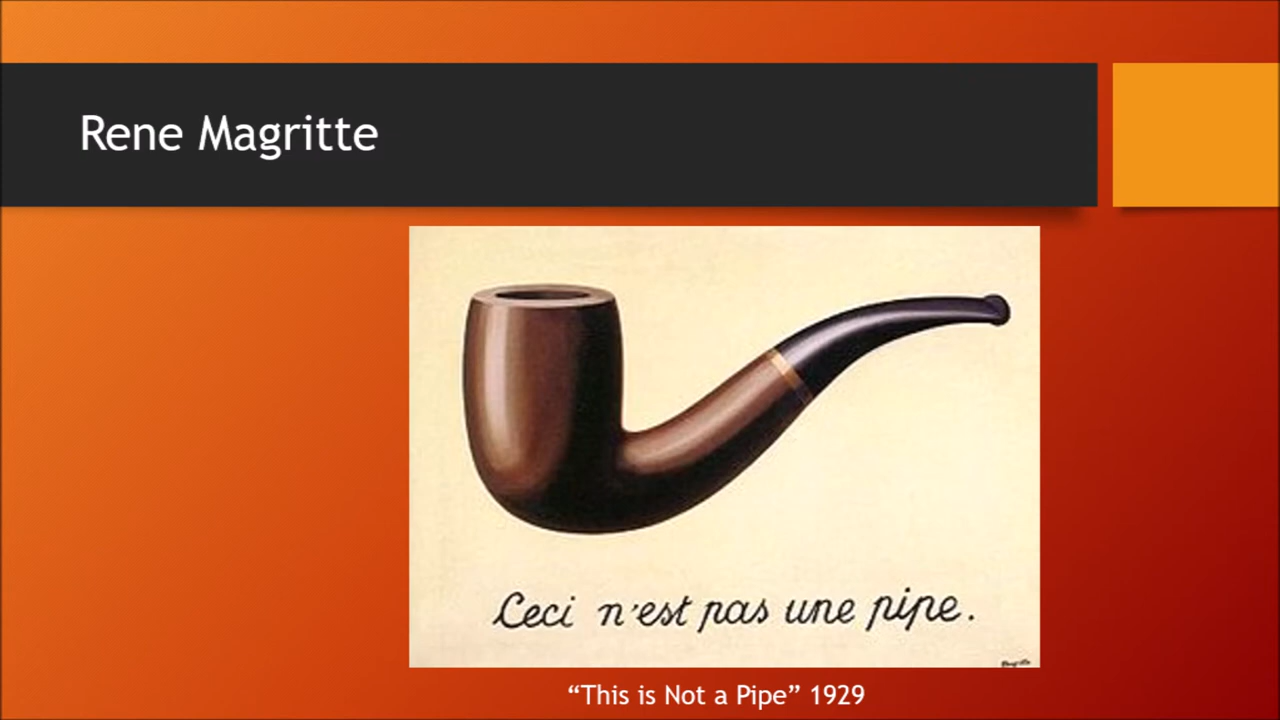 Rene Magritte
Ceci n'est pas une pipe.
“This is Not a Pipe” 1929